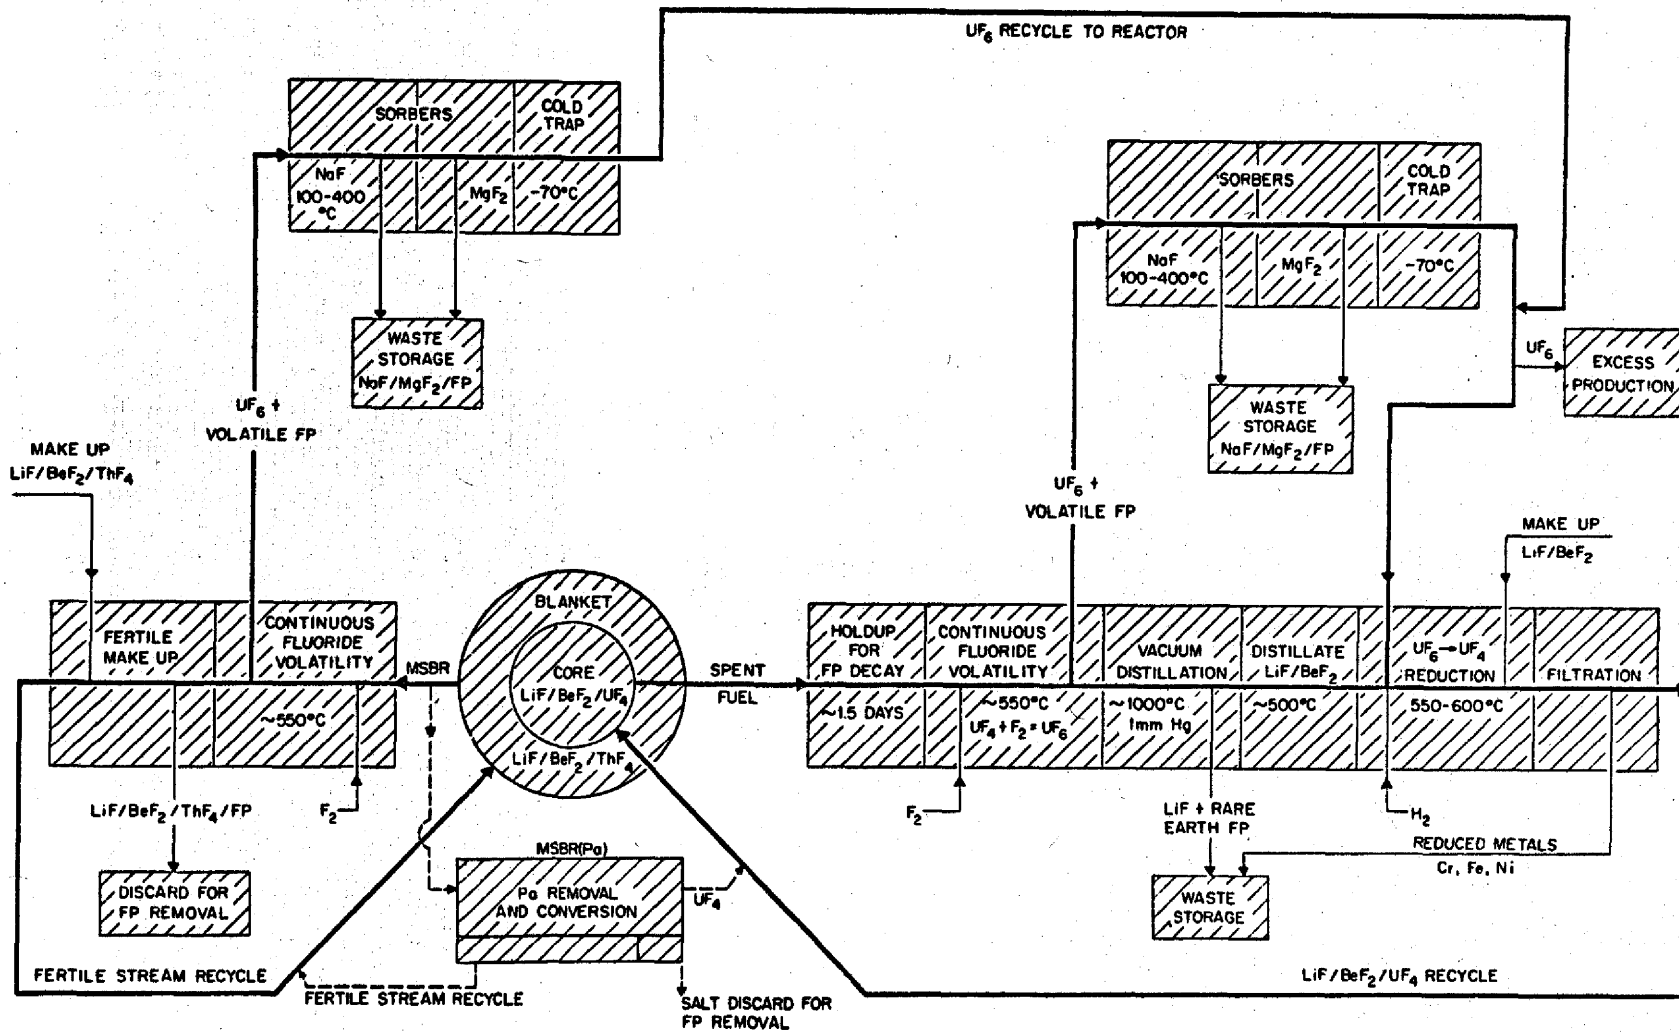 UF₆ RECYCLE TO REACTOR
SORBERS
COLD
TRAP
NaF
100-400
°C
MgF₂
-70°C
WASTE
STORAGE
NaF/MgF₂/FP
UF₆ +
VOLATILE FP
SORBERS
COLD
TRAP
NaF
100-400°C
MgF₂
-70°C
WASTE
STORAGE
NaF/MgF₂/FP
UF₆
EXCESS
PRODUCTION
UF₆ +
VOLATILE FP
MAKE UP
LiF/BeF₂/ThF₄
MAKE UP
LiF/BeF₂
FERTILE
MAKE UP
CONTINUOUS
FLUORIDE
VOLATILITY
~550°C
F₂
LiF/BeF₂/ThF₄/FP
DISCARD FOR
FP REMOVAL
MSBR
BLANKET
CORE
LiF/BeF₂/UF₄
LiF/BeF₂/ThF₄
SPENT
FUEL
HOLDUP
FOR
FP DECAY
~1.5 DAYS
CONTINUOUS
FLUORIDE
VOLATILITY
~550°C
UF₄ + F₂ = UF₆
F₂
VACUUM
DISTILLATION
~1000°C
1mm Hg
DISTILLATE
LiF/BeF₂
~500°C
UF₆→UF₄
REDUCTION
550-600°C
FILTRATION
LiF + RARE
EARTH FP
H₂
REDUCED METALS
Cr, Fe, Ni
WASTE
STORAGE
MSBR(Pa)
Pa REMOVAL
AND CONVERSION
UF₄
FERTILE STREAM RECYCLE
FERTILE STREAM RECYCLE
SALT DISCARD FOR
FP REMOVAL
LiF/BeF₂/UF₄ RECYCLE